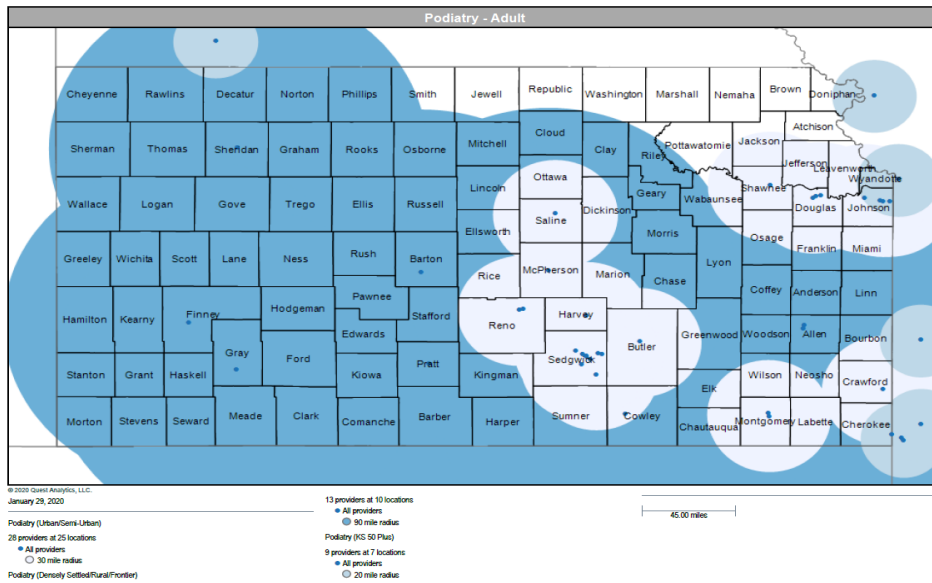 Podiatry - Adult
Cheyenne Rawlins Decatur Norton Phillips Smith Jewell Republic Washington Marshall Nemaha Brown Doniphan
Atchison
Sherman Thomas Sheridan Graham Rooks Osborne Mitchell Cloud Clay Riley Pottawatomie Jackson
Jefferson Leavenworth
Wyandotte
Lincoln Ottawa Geary Wabaunsee Shawnee
Wallace Logan Gove Trego Ellis Russell Saline Dickinson Douglas Johnson
Ellsworth Morris Osage
Greeley Wichita Scott Lane Ness Rush Barton Rice McPherson Marion Chase Lyon Franklin Miami
Pawnee Coffey Anderson Linn
Hamilton Kearny Finney Hodgeman Edwards Stafford Reno Harvey Greenwood Woodson Allen Bourbon
Gray Ford Sedgwick Butler
Stanton Grant Haskell Kiowa Pratt Kingman Elk Wilson Neosho Crawford
Morton Stevens Seward Meade Clark Comanche Barber Harper Sumner Cowley Chautauqua Montgomery Labette Cherokee
© 2020 Quest Analytics, LLC.
January 29, 2020
Podiatry (Urban/Semi-Urban)
28 providers at 25 locations
All providers
30 mile radius
Podiatry (Densely Settled/Rural/Frontier)
13 providers at 10 locations
All providers
90 mile radius
Podiatry (KS 50 Plus)
9 providers at 7 locations
All providers
20 mile radius
45.00 miles